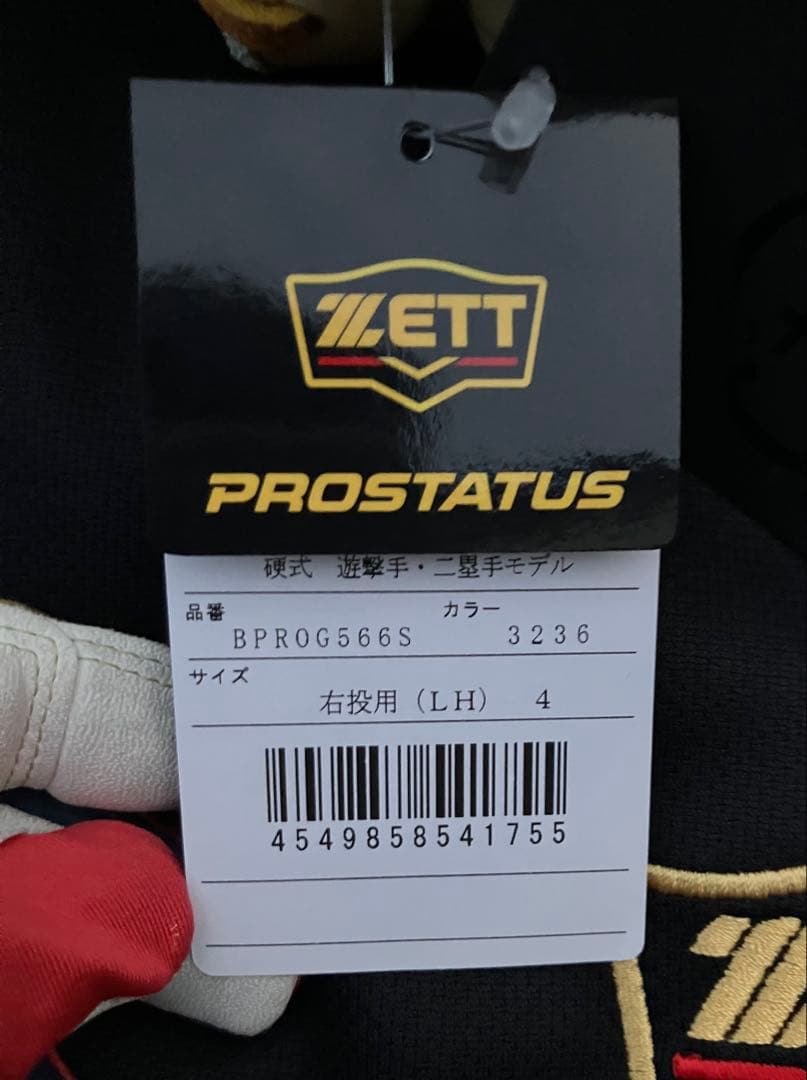 ZETT
PROSTATUS
硬式 遊撃手・二塁手モデル
品番 カラー
BPROG566S 3236
サイズ
右投用(LH) 4
4549858541755